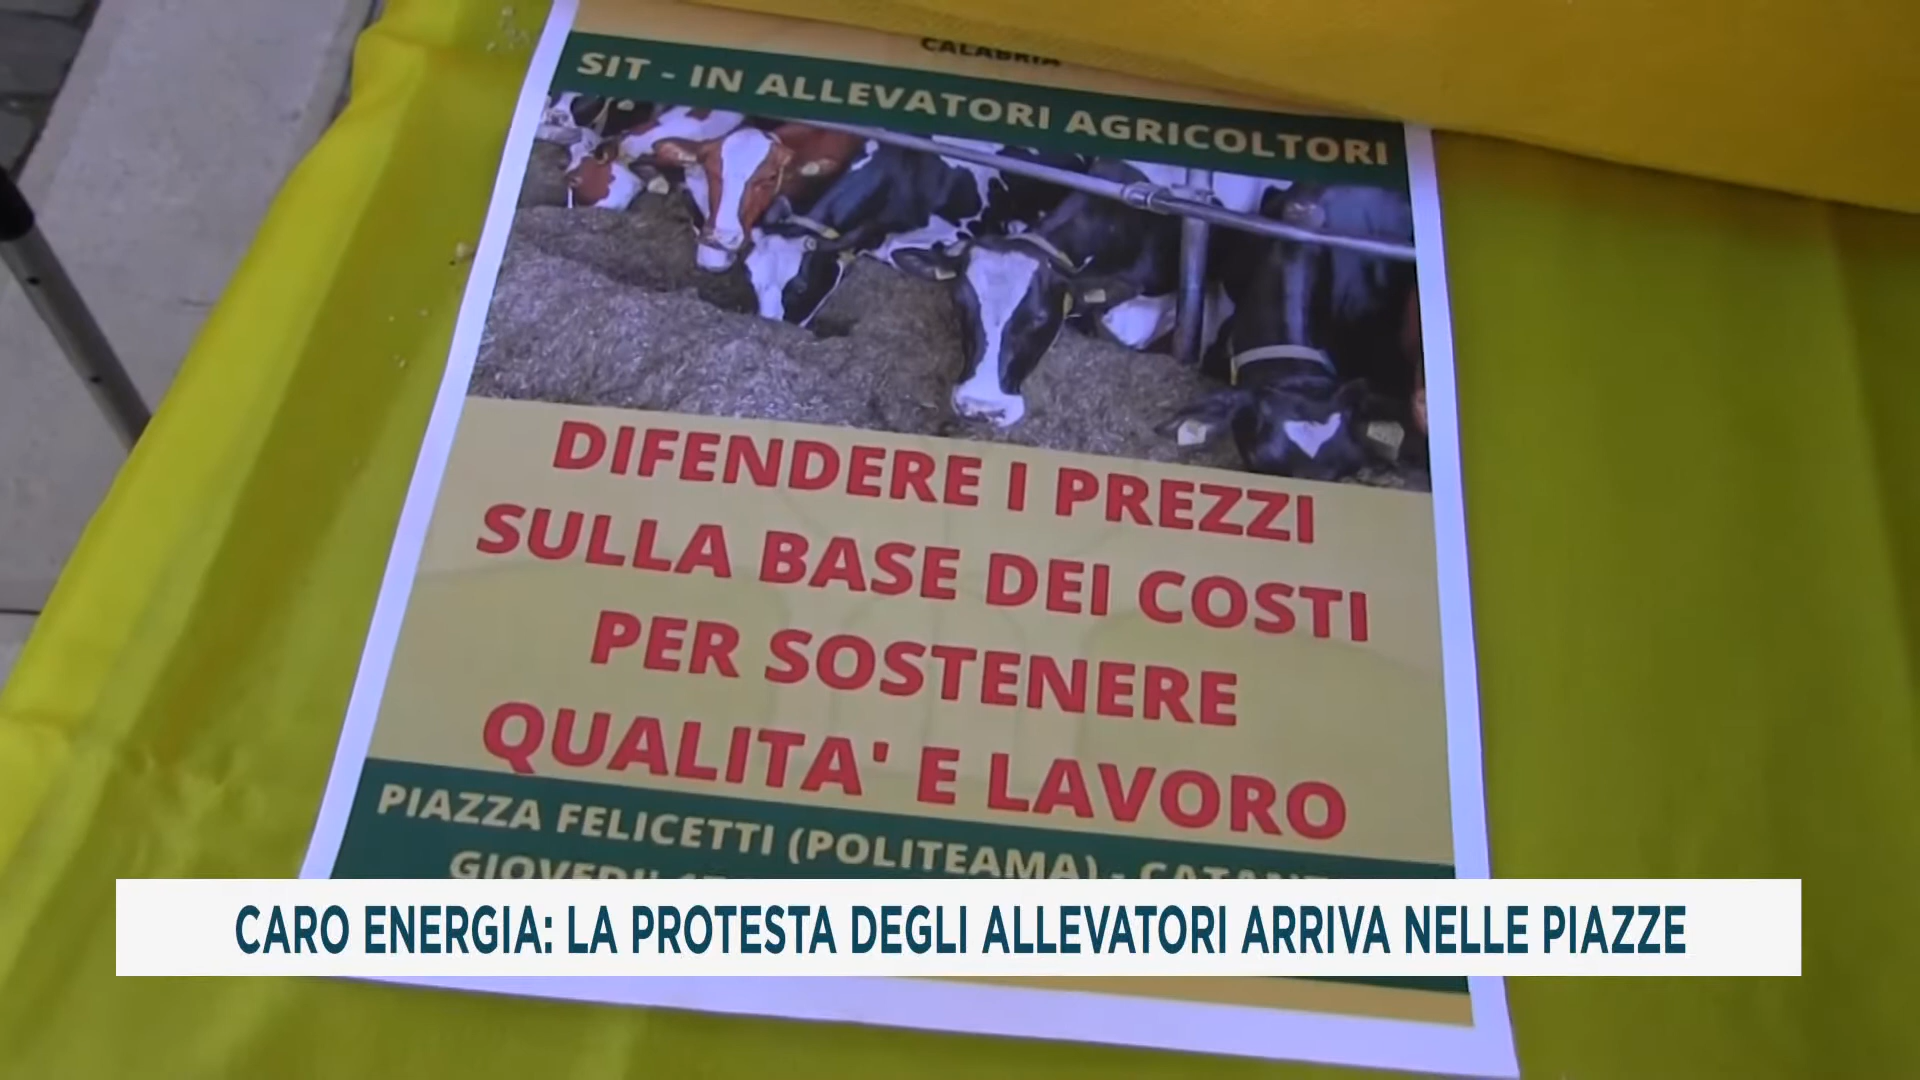 CALABRIA
SIT - IN ALLEVATORI AGRICOLTORI
DIFENDERE I PREZZI
SULLA BASE DEI COSTI
PER SOSTENERE
QUALITA' E LAVORO
PIAZZA FELICETTI (POLITEAMA) -
GIOVEDI'
CARO ENERGIA: LA PROTESTA DEGLI ALLEVATORI ARRIVA NELLE PIAZZE